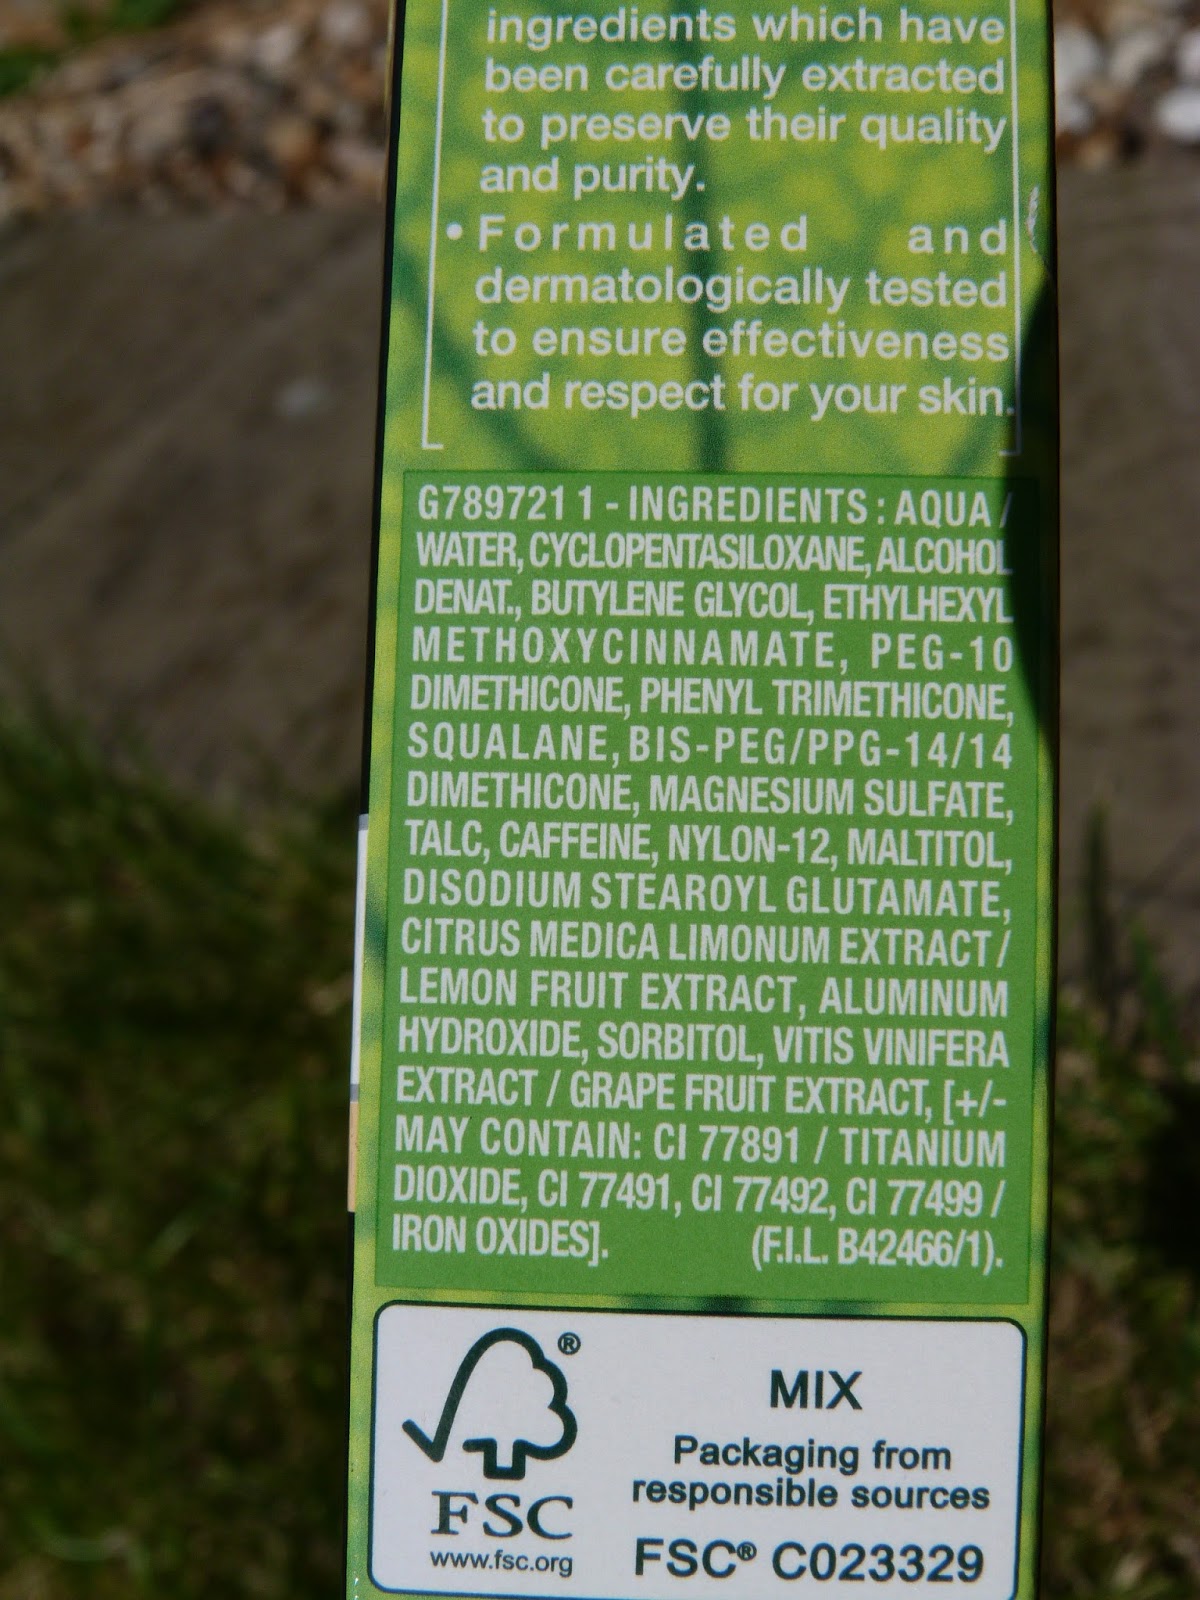 ingredients which have
been carefully extracted
to preserve their quality
and purity.
• Formulated and
dermatologically tested
to ensure effectiveness
and respect for your skin.
G789721 1 - INGREDIENTS : AQUA /
WATER, CYCLOPENTASILOXANE, ALCOHOL
DENAT., BUTYLENE GLYCOL, ETHYLHEXYL
METHOXYCINNAMATE, PEG-10
DIMETHICONE, PHENYL TRIMETHICONE,
SQUALANE, BIS-PEG/PPG-14/14
DIMETHICONE, MAGNESIUM SULFATE,
TALC, CAFFEINE, NYLON-12, MALTITOL,
DISODIUM STEAROYL GLUTAMATE,
CITRUS MEDICA LIMONUM EXTRACT /
LEMON FRUIT EXTRACT, ALUMINUM
HYDROXIDE, SORBITOL, VITIS VINIFERA
EXTRACT / GRAPE FRUIT EXTRACT, [+/-
MAY CONTAIN: CI 77891 / TITANIUM
DIOXIDE, CI 77491, CI 77492, CI 77499 /
IRON OXIDES]. (F.I.L. B42466/1).
®
FSC
www.fsc.org
MIX
Packaging from
responsible sources
FSC® C023329